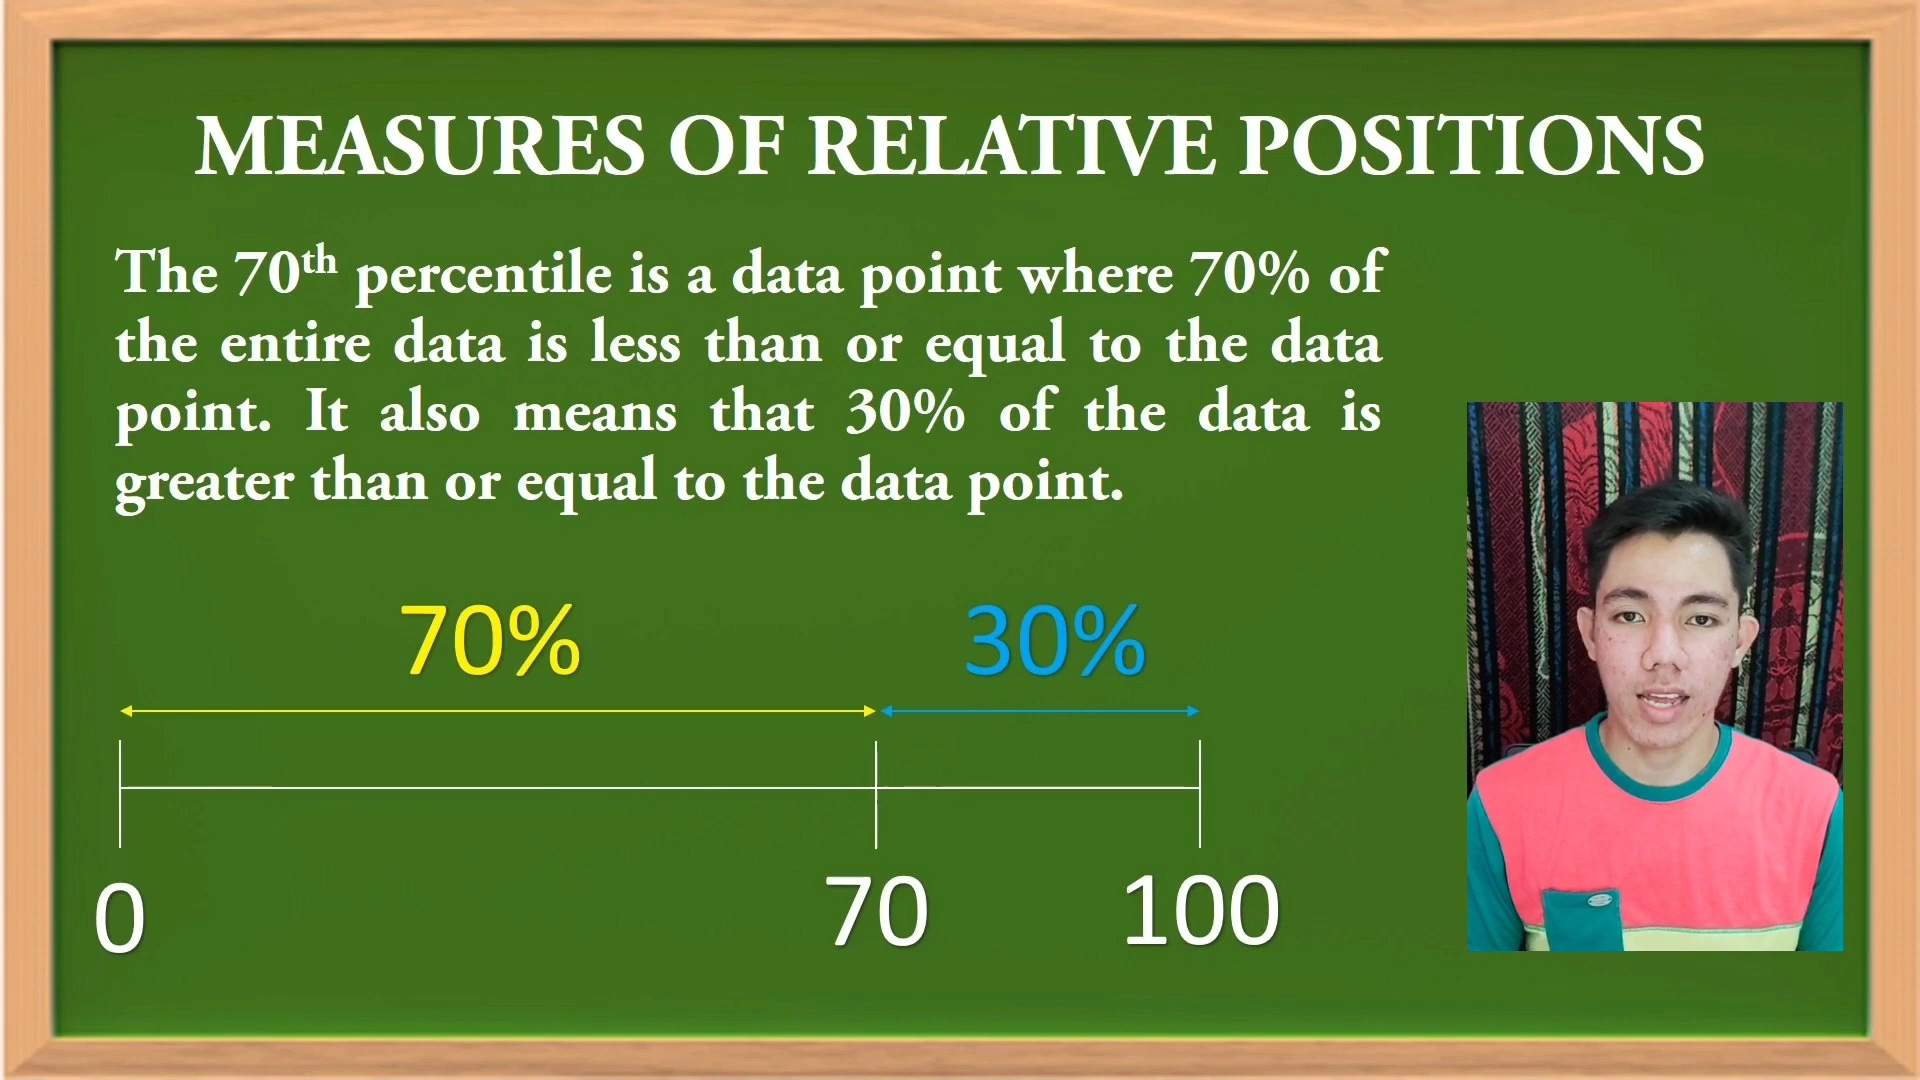 MEASURES OF RELATIVE POSITIONS
The 70th percentile is a data point where 70% of
the entire data is less than or equal to the data
point. It also means that 30% of the data is
greater than or equal to the data point.
70% 30%
0 70 100